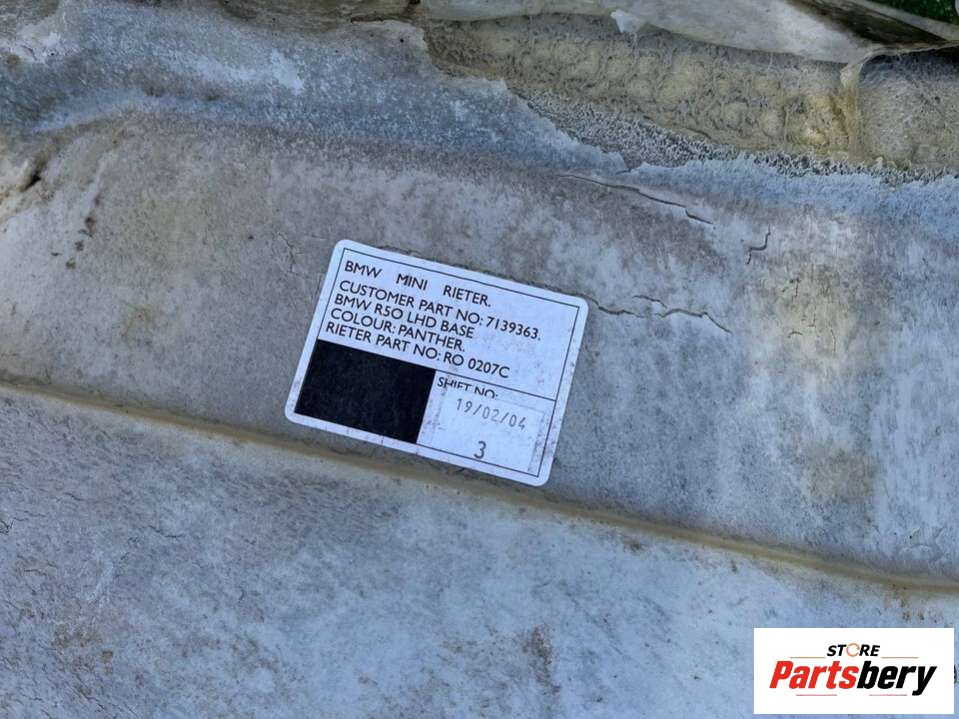 BMW MINI RIETER.
CUSTOMER PART NO: 7139363.
BMW R50 LHD BASE
COLOUR: PANTHER.
RIETER PART NO: RO 0207C
SHIFT NO:
19/02/04
3
STORE
Partsbery